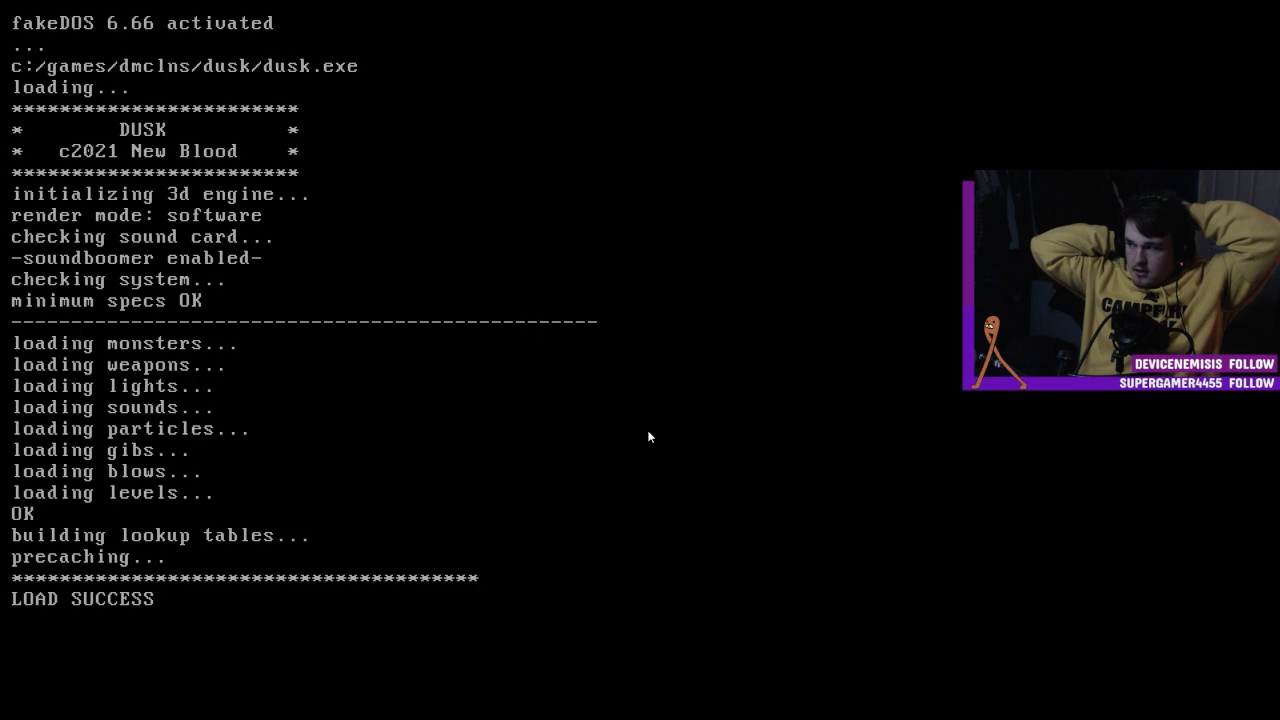 fakeDOS 6.66 activated
...
c:/games/dmclns/dusk/dusk.exe
loading...
************************
* DUSK *
* c2021 New Blood *
************************
initializing 3d engine...
render mode: software
checking sound card...
-soundboomer enabled-
checking system...
minimum specs OK
-------------------------------------------------
loading monsters...
loading weapons...
loading lights...
loading sounds...
loading particles...
loading gibs...
loading blows...
loading levels...
OK
building lookup tables...
precaching...
***************************************
LOAD SUCCESS
DEVICENEMISIS FOLLOW
SUPERGAMER4455 FOLLOW